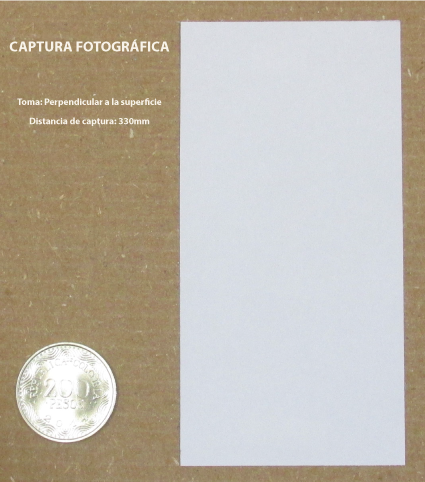 CAPTURA FOTOGRÁFICA
Toma: Perpendicular a la superficie
Distancia de captura: 330mm
200
PESOS